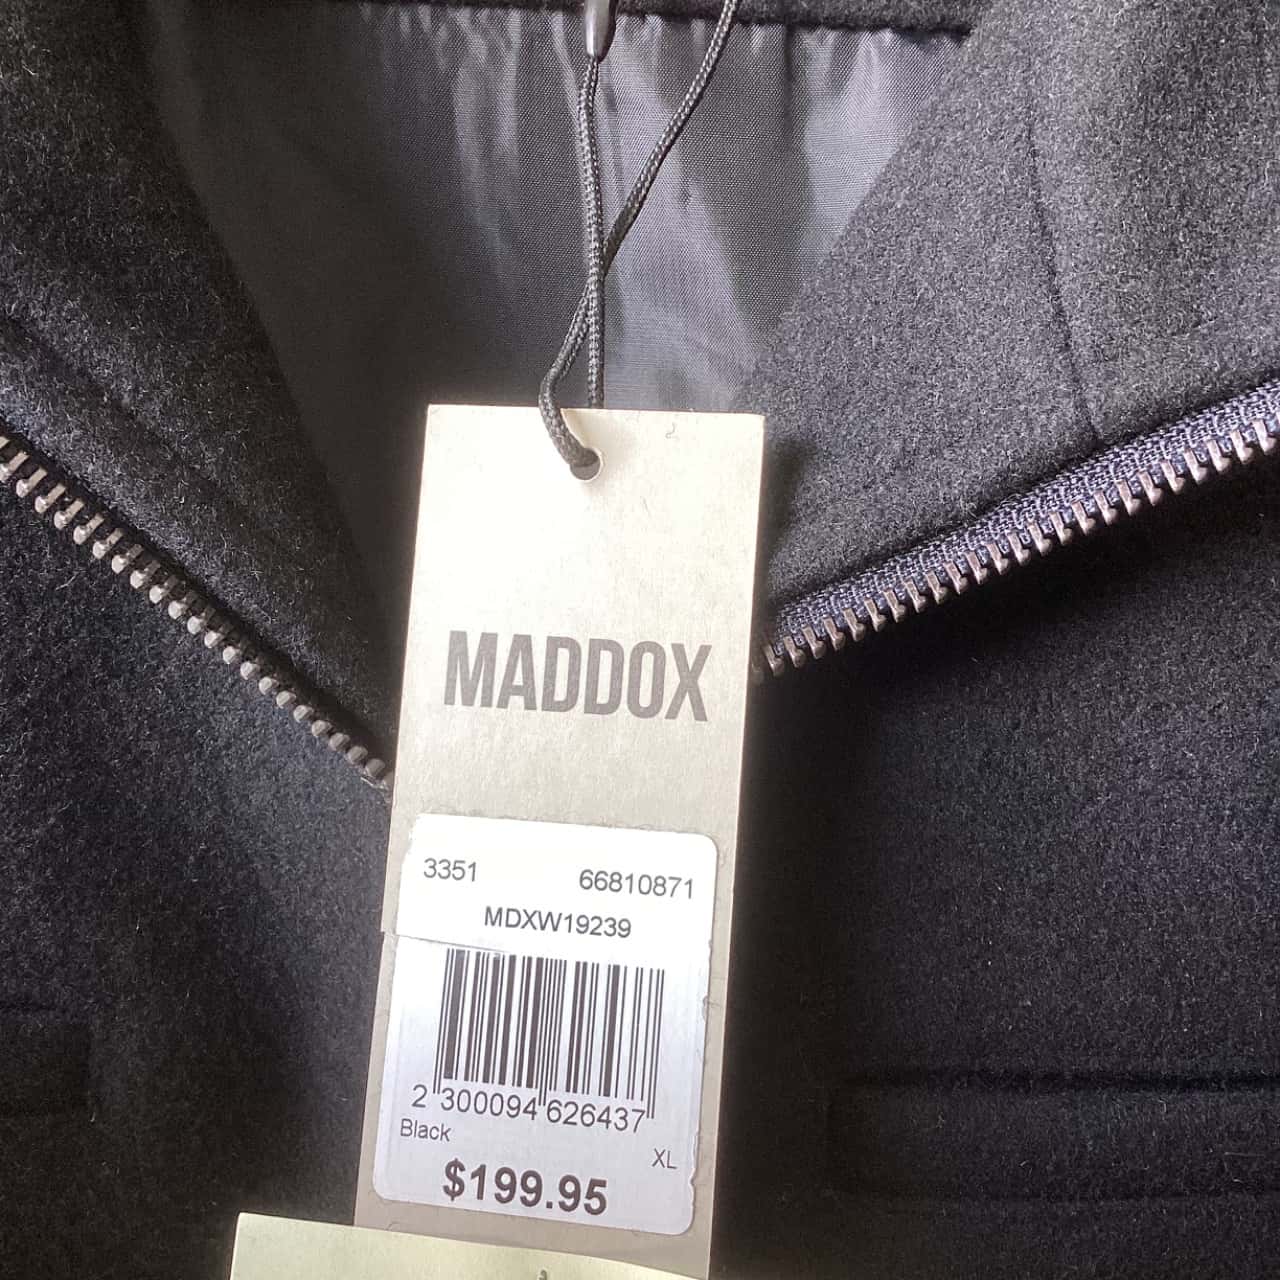 MADDOX
3351 66810871
MDXW19239
2 300094 626437
Black
XL
$199.95